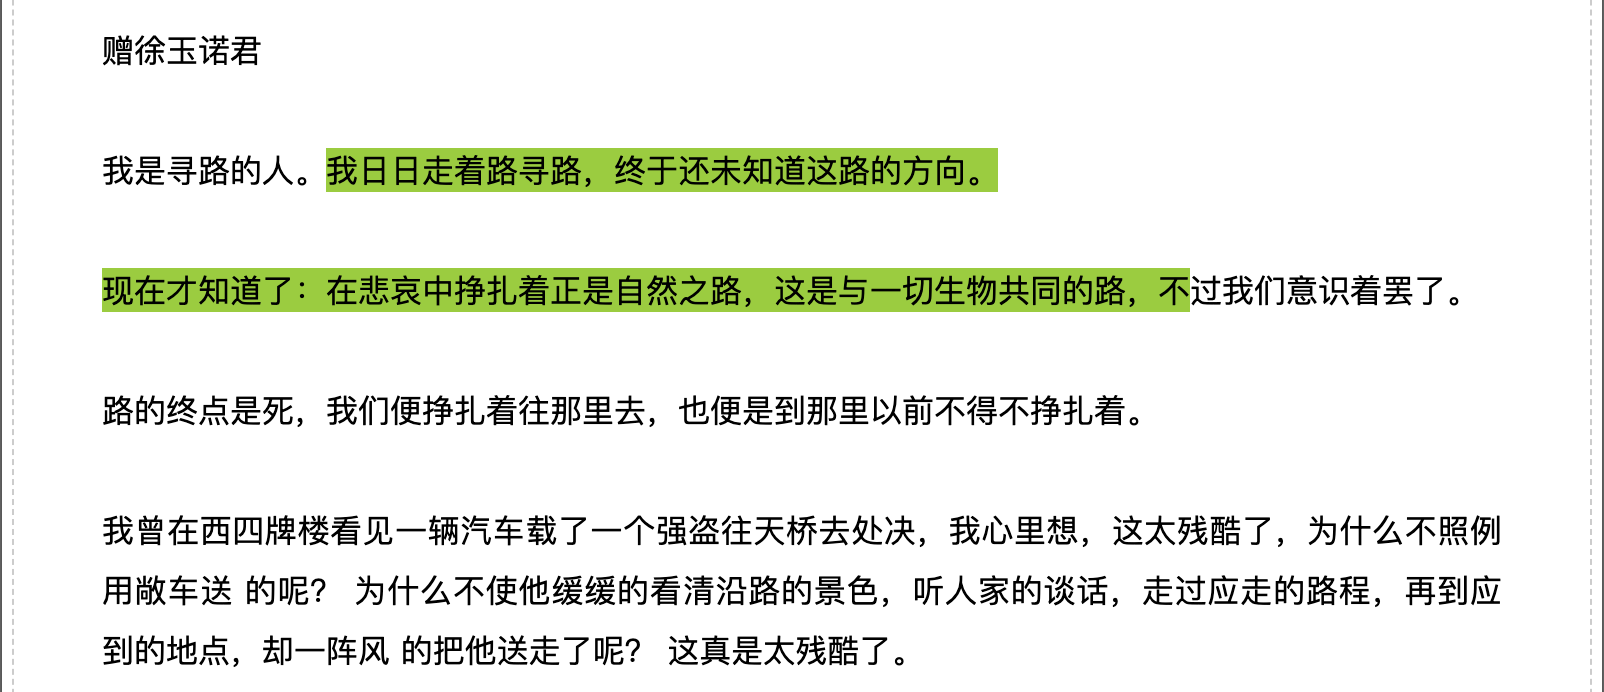 赠徐玉诺君
我是寻路的人。我日日走着路寻路，终于还未知道这路的方向。
现在才知道了：在悲哀中挣扎着正是自然之路，这是与一切生物共同的路，不过我们意识着罢了。
路的终点是死，我们便挣扎着往那里去，也便是到那里以前不得不挣扎着。
我曾在西四牌楼看见一辆汽车载了一个强盗往天桥去处决，我心里想，这太残酷了，为什么不照例
用敞车送 的呢？ 为什么不使他缓缓的看清沿路的景色，听人家的谈话，走过应走的路程，再到应
到的地点，却一阵风 的把他送走了呢？ 这真是太残酷了。